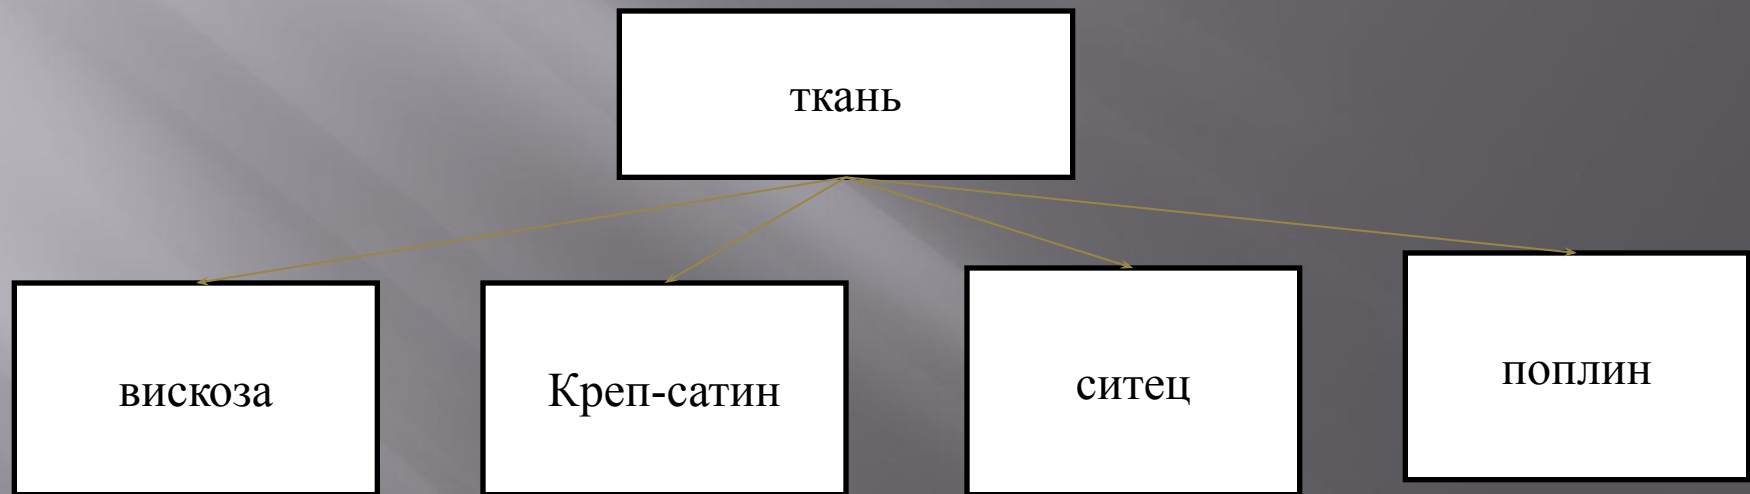 ткань
вискоза
Креп-сатин
ситец
поплин